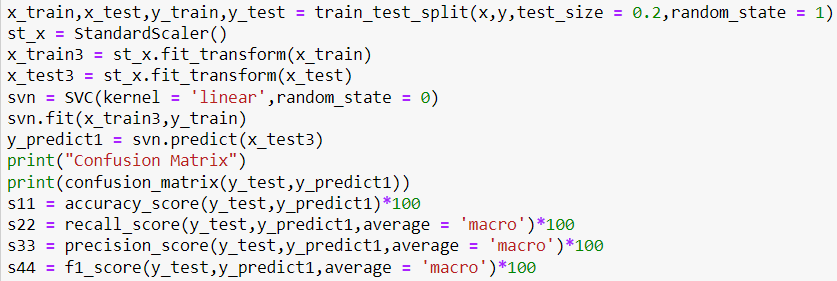 x_train,x_test,y_train,y_test = train_test_split(x,y,test_size = 0.2,random_state = 1)
st_x = StandardScaler()
x_train3 = st_x.fit_transform(x_train)
x_test3 = st_x.fit_transform(x_test)
svn = SVC(kernel = 'linear',random_state = 0)
svn.fit(x_train3,y_train)
y_predict1 = svn.predict(x_test3)
print("Confusion Matrix")
print(confusion_matrix(y_test,y_predict1))
s11 = accuracy_score(y_test,y_predict1)*100
s22 = recall_score(y_test,y_predict1,average = 'macro')*100
s33 = precision_score(y_test,y_predict1,average = 'macro')*100
s44 = f1_score(y_test,y_predict1,average = 'macro')*100